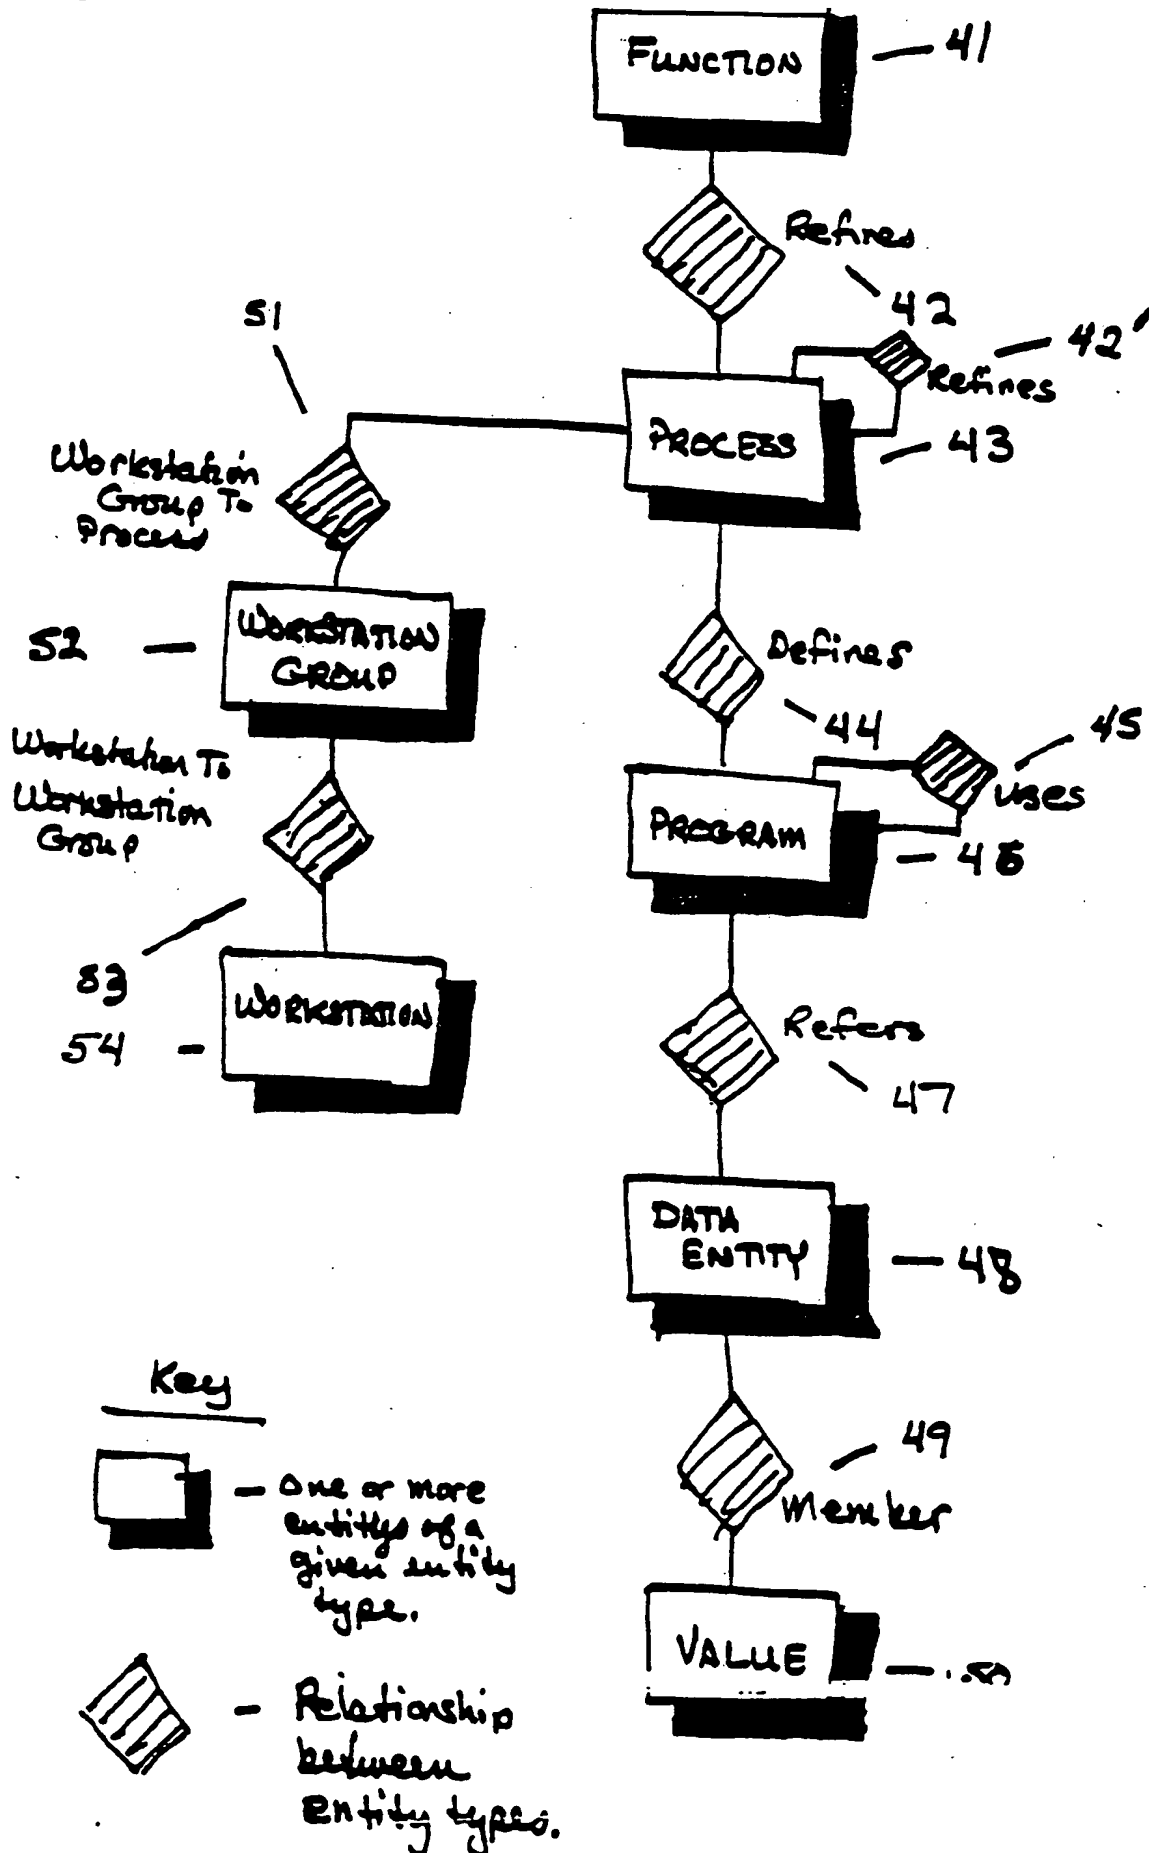 FUNCTION
41
Refines
42
42'
Refines
51
PROCESS
43
Workstation
Group To
Process
52
WORKSTATION
GROUP
Defines
44
45
uses
Workstation To
Workstation
Group
PROGRAM
53
WORKSTATION
54
Refers
47
DATA
ENTITY
48
Key
49
Member
One or more
entitys of a
given entity
type.
VALUE
Relationship
between
entity types.